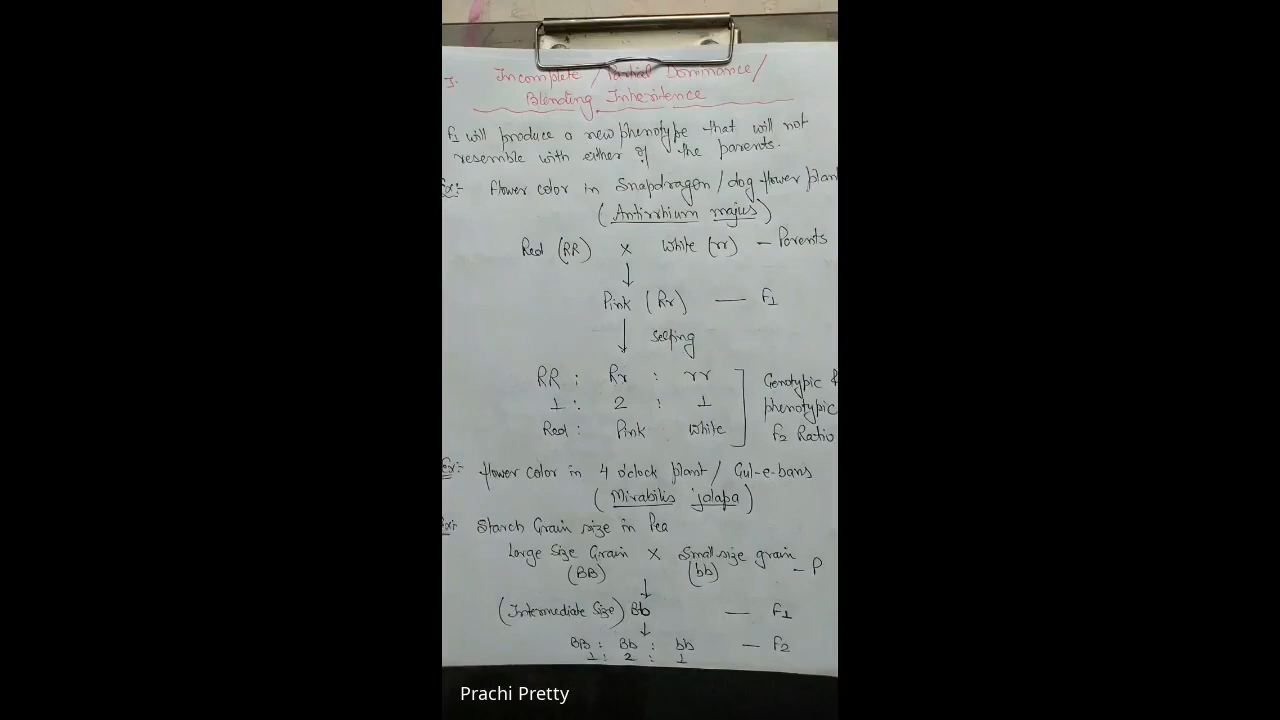 I. Incomplete / Partial Dominance /
Blending Inheritence
F1 will produce a new phenotype that will not
resemble with either of the parents.
Ex:- flower color in Snapdragon / dog flower plant
(Antirrhium majus)
Red (RR) x White (rr) - Parents
↓
Pink (Rr) — F1
↓ Selfing
RR : Rr : rr
1 : 2 : 1
Red : Pink White
Genotypic &
phenotypic
F2 Ratio
Ex:- flower color in 4 o'clock plant / Gul-e-bans
(Mirabilis jalapa)
Ex:- Starch Grain size in Pea
Large Size Grain x Small size grain
(BB) (bb) - P
↓
(Intermediate Size) Bb — F1
↓
BB : Bb : bb — F2
1 : 2 : 1
Prachi Pretty